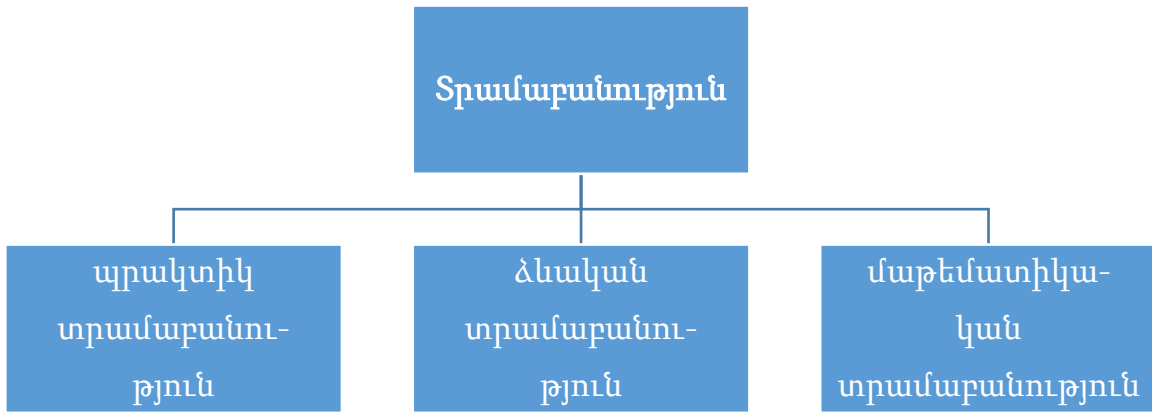 Տրամաբանություն
պրակտիկ
տրամաբանու-
թյուն
ձևական
տրամաբանու-
թյուն
մաթեմատիկա-
կան
տրամաբանություն